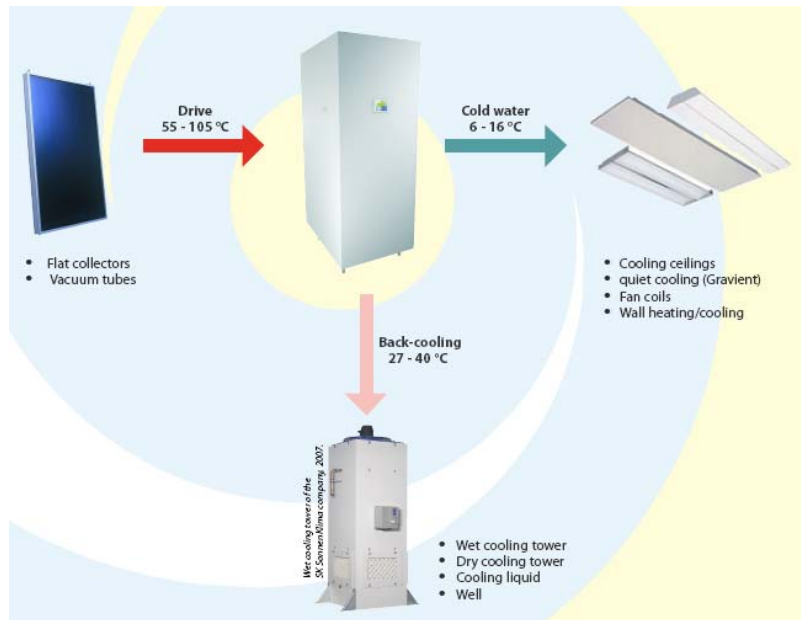 Drive
55 - 105 °C
Cold water
6 - 16 °C
• Flat collectors
• Vacuum tubes
• Cooling ceilings
• quiet cooling (Gravient)
• Fan coils
• Wall heating/cooling
Back-cooling
27 - 40 °C
Wet cooling tower of the
SK SonnenKlima company, 2007.
• Wet cooling tower
• Dry cooling tower
• Cooling liquid
• Well